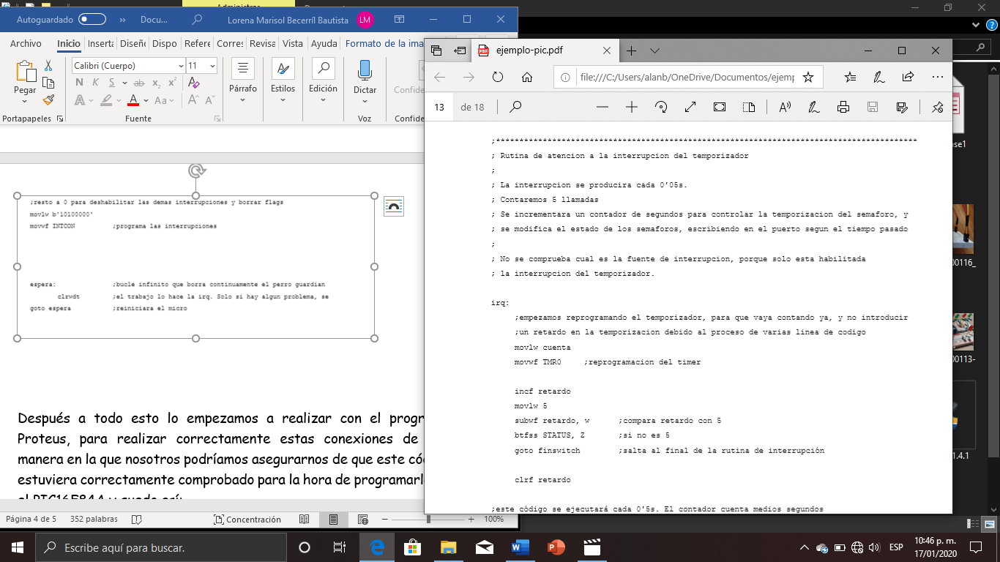 Administrar
Autoguardado
Docu...
Lorena Marisol Becerríl Bautista
LM
Archivo Inicio Inserta Diseñ Dispo Refere Corres Revisa Vista Ayuda Formato de la ima
Pegar
Calibri (Cuerpo) 11
N K S ab x₂ x²
A A Aa A A
Párrafo
Estilos
Edición
Dictar
Confide
Portapapeles Fuente Voz Confide
;resto a 0 para deshabilitar las demas interrupciones y borrar flags
movlw b'10100000'
movwf INTCON ;programa las interrupciones
espera: ;bucle infinito que borra continuamente el perro guardian
clrwdt ;el trabajo lo hace la irq. Solo si hay algun problema, se
goto espera ;reiniciara el micro
Después a todo esto lo empezamos a realizar con el progr
Proteus, para realizar correctamente estas conexiones de
manera en la que nosotros podríamos asegurarnos de que este cód
estuviera correctamente comprobado para la hora de programarl
el PIC16F84A y quedo así:
Página 4 de 5 352 palabras Concentración 100%
PDF ejemplo-pic.pdf
file:///C:/Users/alanb/OneDrive/Documentos/ejemp
13 de 18
;******************************************************************************************
; Rutina de atencion a la interrupcion del temporizador
;
; La interrupcion se producira cada 0'05s.
; Contaremos 5 llamadas
; Se incrementara un contador de segundos para controlar la temporizacion del semaforo, y
; se modifica el estado de los semaforos, escribiendo en el puerto segun el tiempo pasado
;
; No se comprueba cual es la fuente de interrupcion, porque solo esta habilitada
; la interrupcion del temporizador.
irq:
;empezamos reprogramando el temporizador, para que vaya contando ya, y no introducir
;un retardo en la temporizacion debido al proceso de varias linea de codigo
movlw cuenta
movwf TMR0 ;reprogramacion del timer
incf retardo
movlw 5
subwf retardo, w ;compara retardo con 5
btfss STATUS, Z ;si no es 5
goto finswitch ;salta al final de la rutina de interrupción
clrf retardo
;este código se ejecutará cada 0'5s. El contador cuenta medios segundos
se1
00116_
00113-
1.4.1
Escribe aquí para buscar.
ESP
10:46 p. m.
17/01/2020